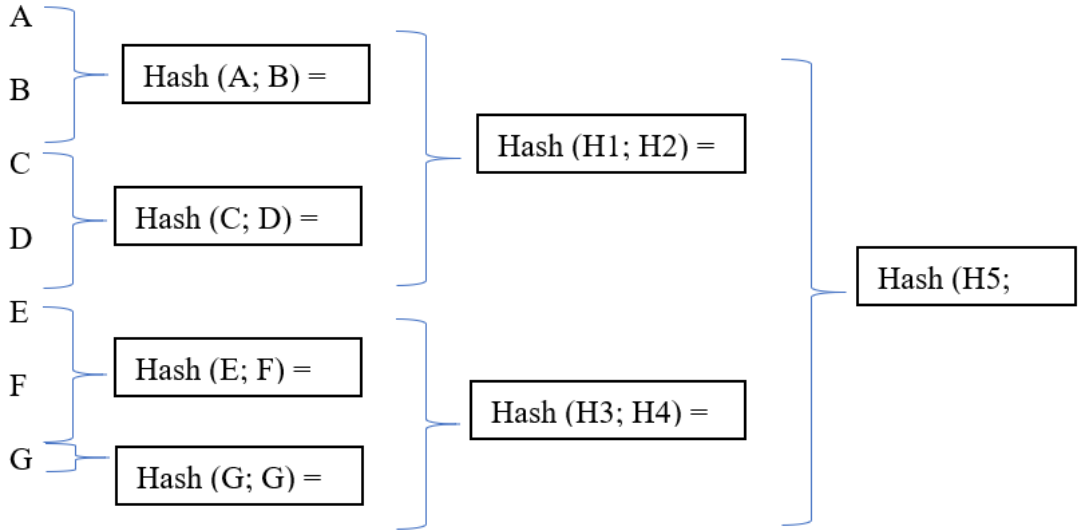 A
B
Hash (A; B) =
C
D
Hash (C; D) =
E
F
Hash (E; F) =
G
Hash (G; G) =
Hash (H1; H2) =
Hash (H3; H4) =
Hash (H5;